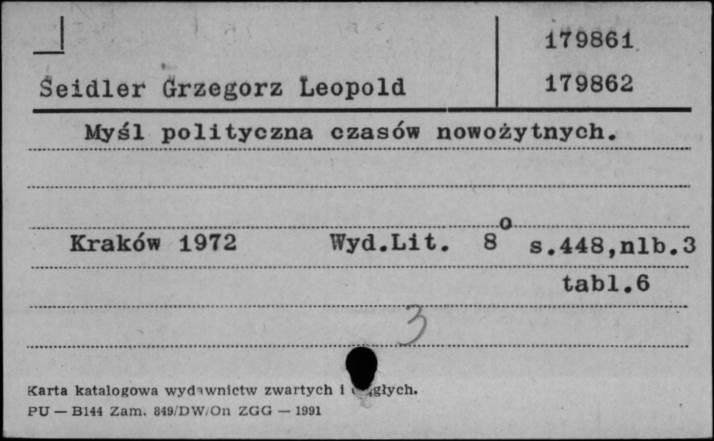 179861
Seidler Grzegorz Leopold 179862
Myśl polityczna czasów nowożytnych.
Kraków 1972 Wyd.Lit. 8o s.448,nlb.3
tabl.6
3
Karta katalogowa wydawnictw zwartych i
PU — B144 Zam. 849/DW/On ZGG — 1991